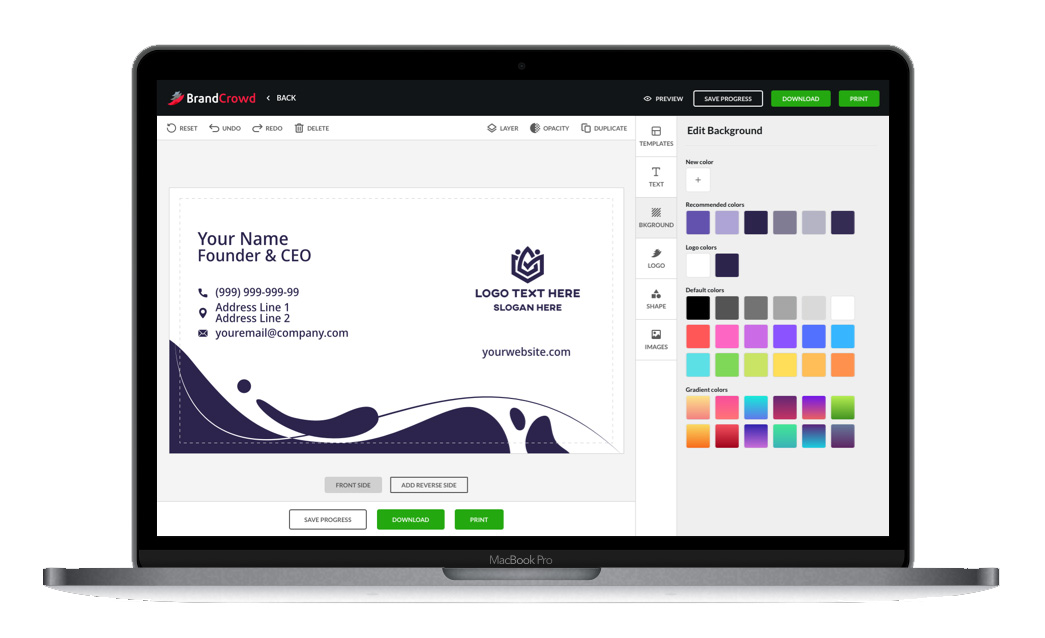 BrandCrowd
BACK
PREVIEW
SAVE PROGRESS
DOWNLOAD
PRINT
RESET
UNDO
REDO
DELETE
LAYER
OPACITY
DUPLICATE
TEMPLATES
TEXT
BKGROUND
LOGO
SHAPE
IMAGES
Edit Background
New color
+
Recommended colors
Logo colors
Default colors
Gradient colors
Your Name
Founder & CEO
(999) 999-999-99
Address Line 1
Address Line 2
youremail@company.com
LOGO TEXT HERE
SLOGAN HERE
yourwebsite.com
FRONT SIDE
ADD REVERSE SIDE
SAVE PROGRESS
DOWNLOAD
PRINT
MacBook Pro